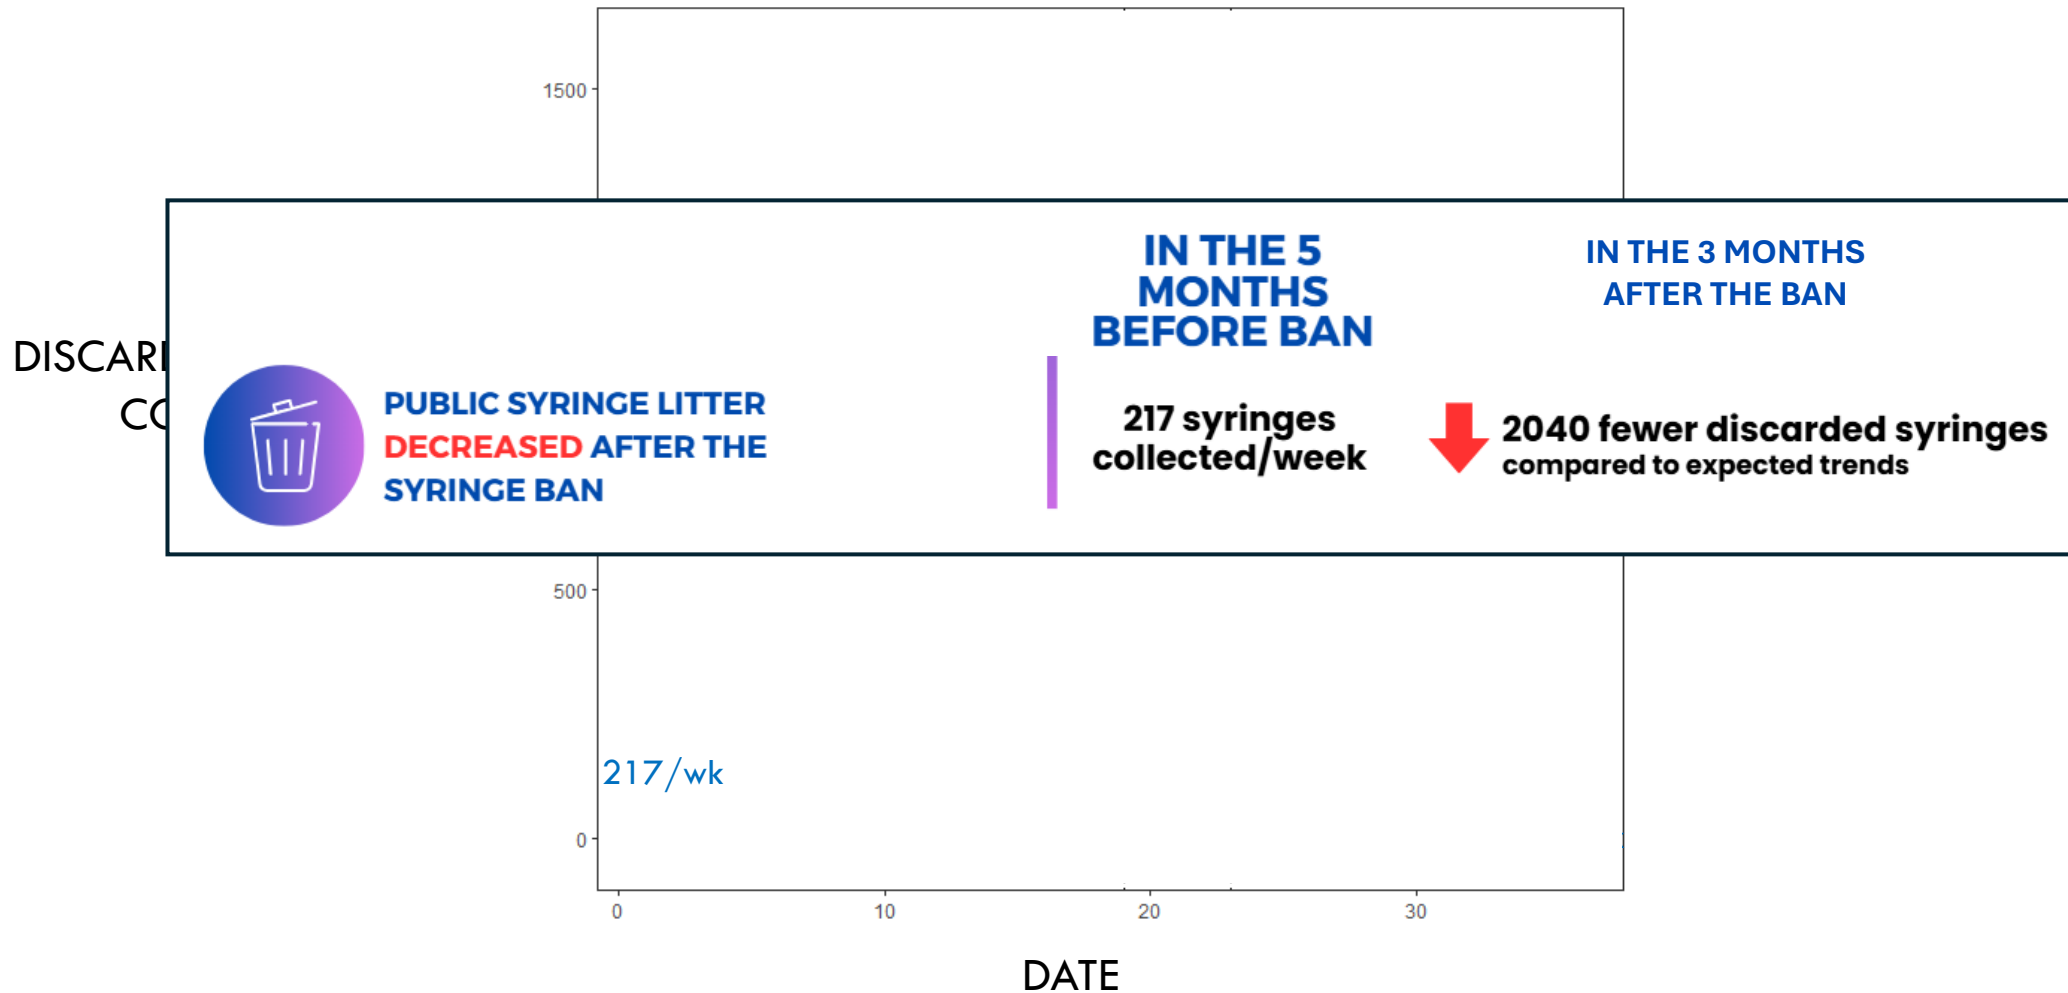 1500
IN THE 5
MONTHS
BEFORE BAN
IN THE 3 MONTHS
AFTER THE BAN
PUBLIC SYRINGE LITTER
DECREASED AFTER THE
SYRINGE BAN
217 syringes
collected/week
2040 fewer discarded syringes
compared to expected trends
500
217/wk
0
0
10
20
30
DATE